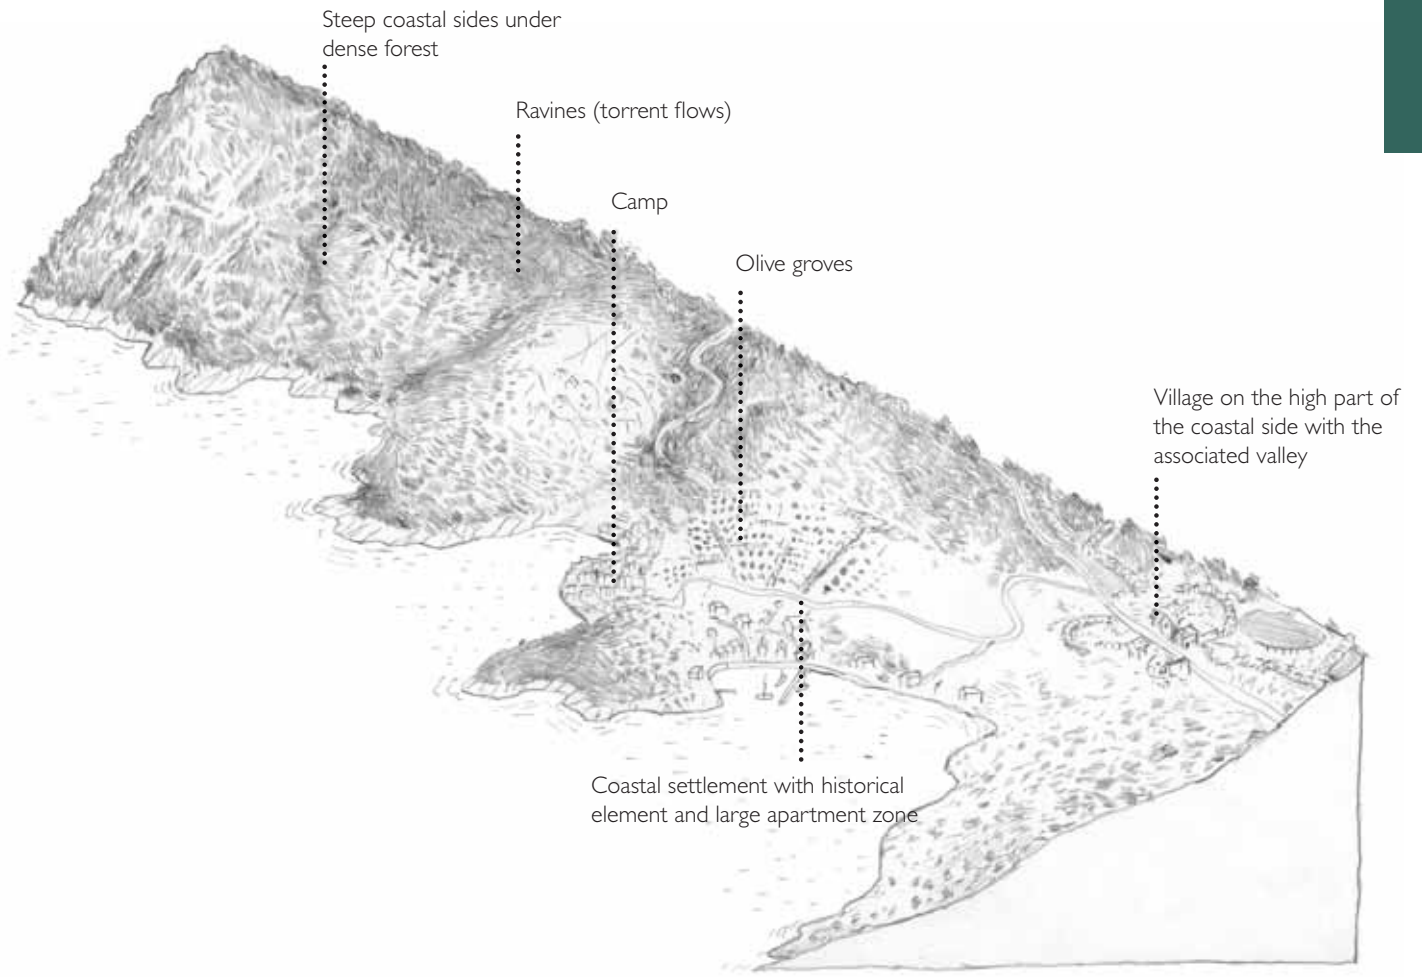 Steep coastal sides under
dense forest
Ravines (torrent flows)
Camp
Olive groves
Village on the high part of
the coastal side with the
associated valley
Coastal settlement with historical
element and large apartment zone